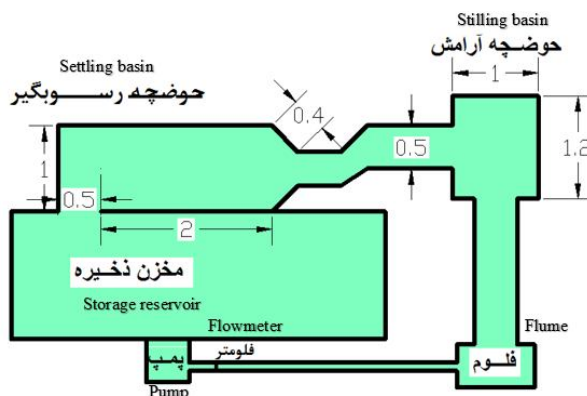 Stilling basin
حوضچه آرامش
1
Settling basin
حوضچه رسوبگیر
0.4
1
0.5
1.2
0.5
2
مخزن ذخیره
Storage reservoir
Flowmeter
فلومتر
Flume
فلوم
پمپ
Pump